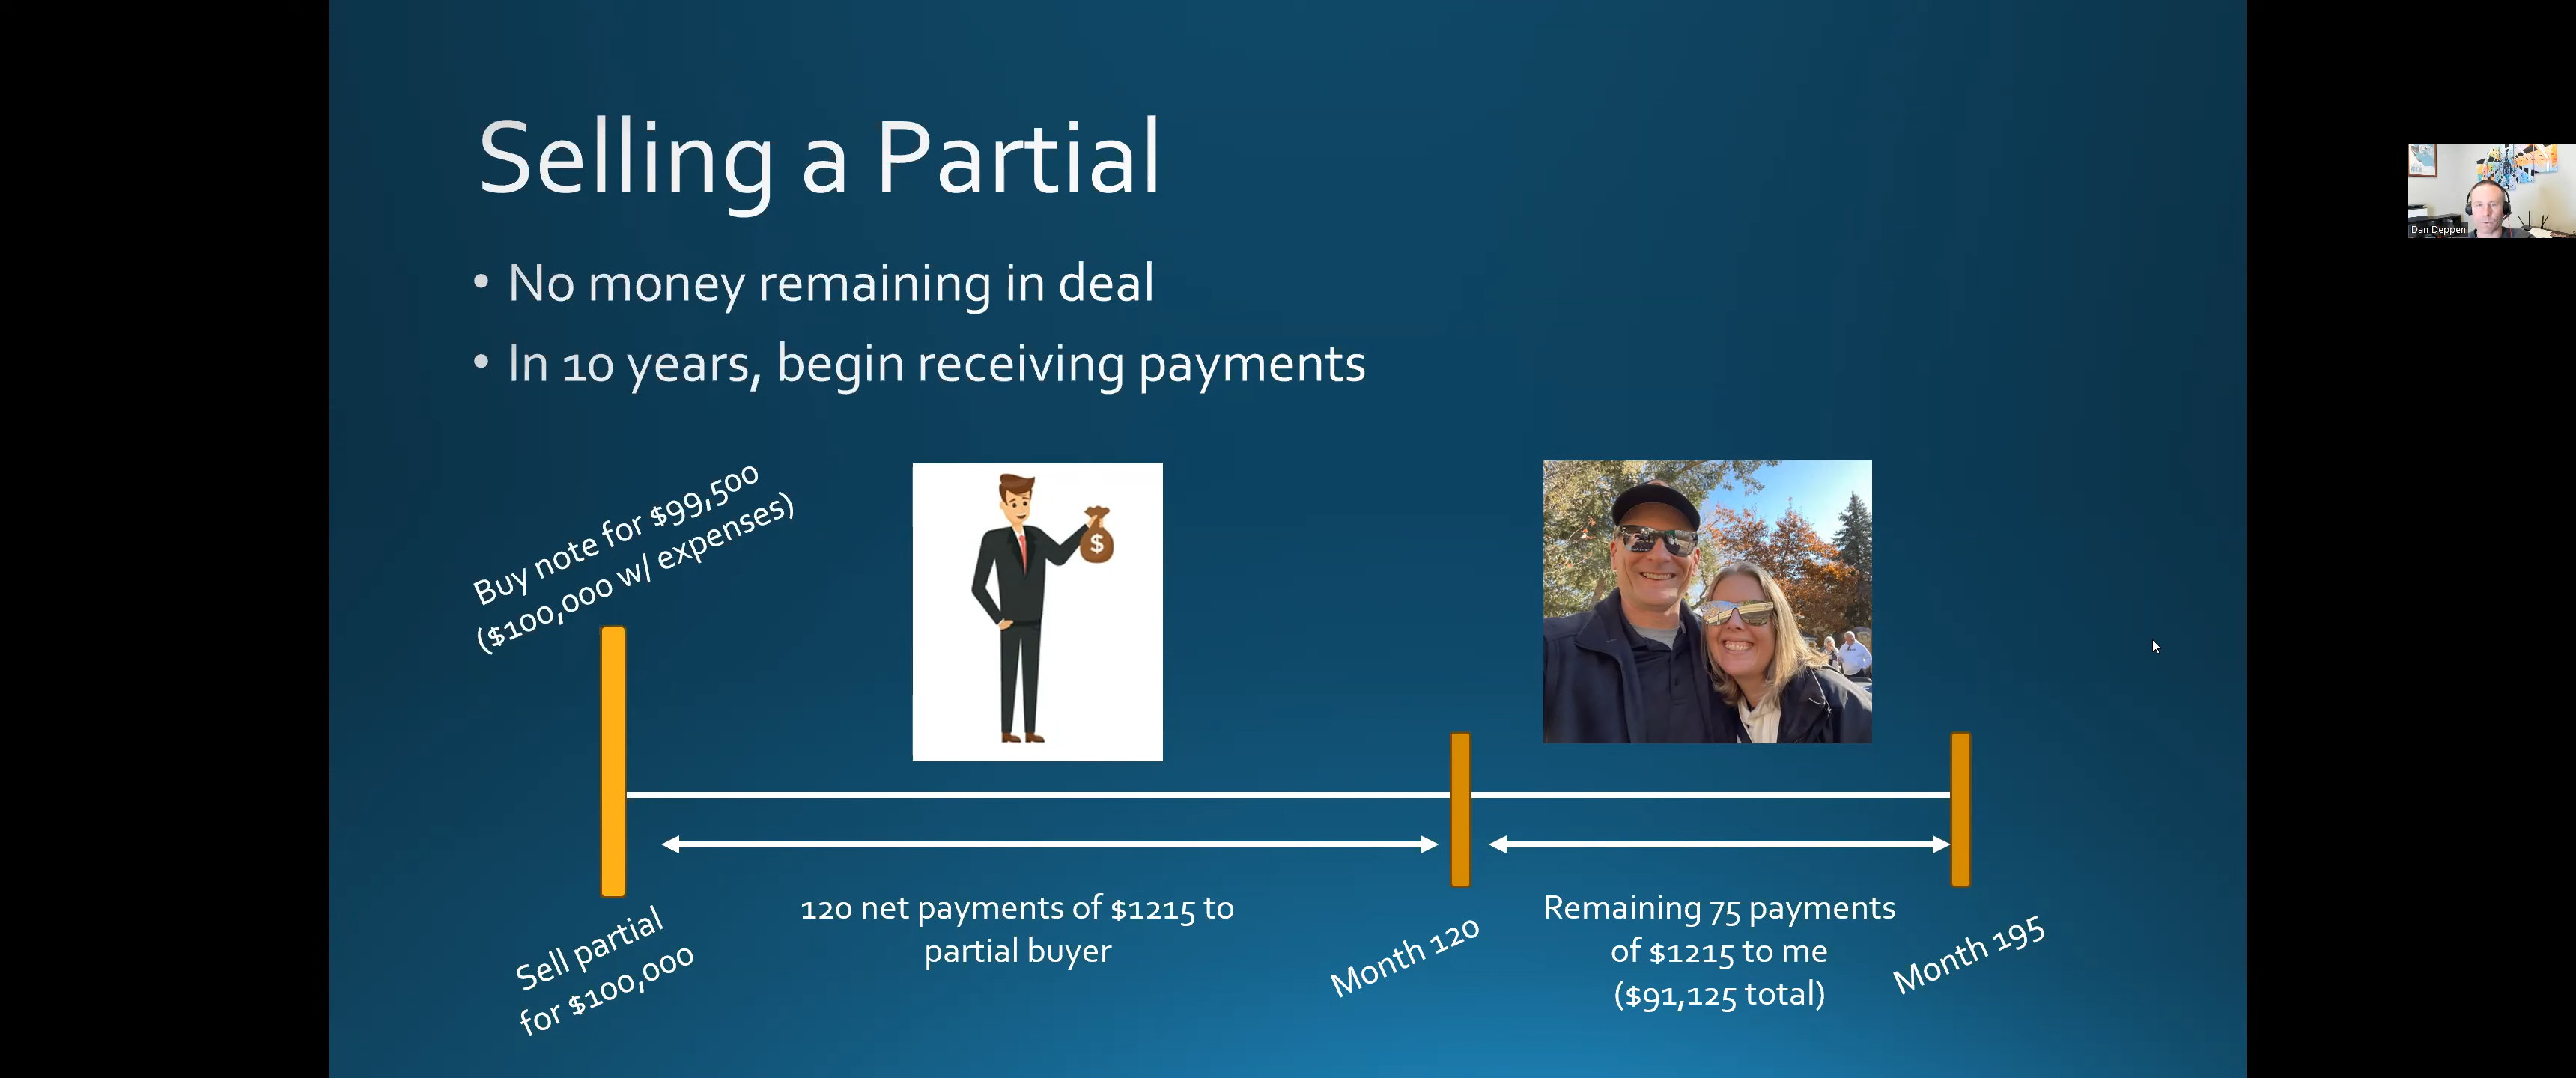 Selling a Partial
• No money remaining in deal
• In 10 years, begin receiving payments
Buy note for $99,500
($100,000 w/ expenses)
$
Sell partial
for $100,000
120 net payments of $1215 to
partial buyer
Month 120
Remaining 75 payments
of $1215 to me
($91,125 total)
Month 195
Dan Deppen